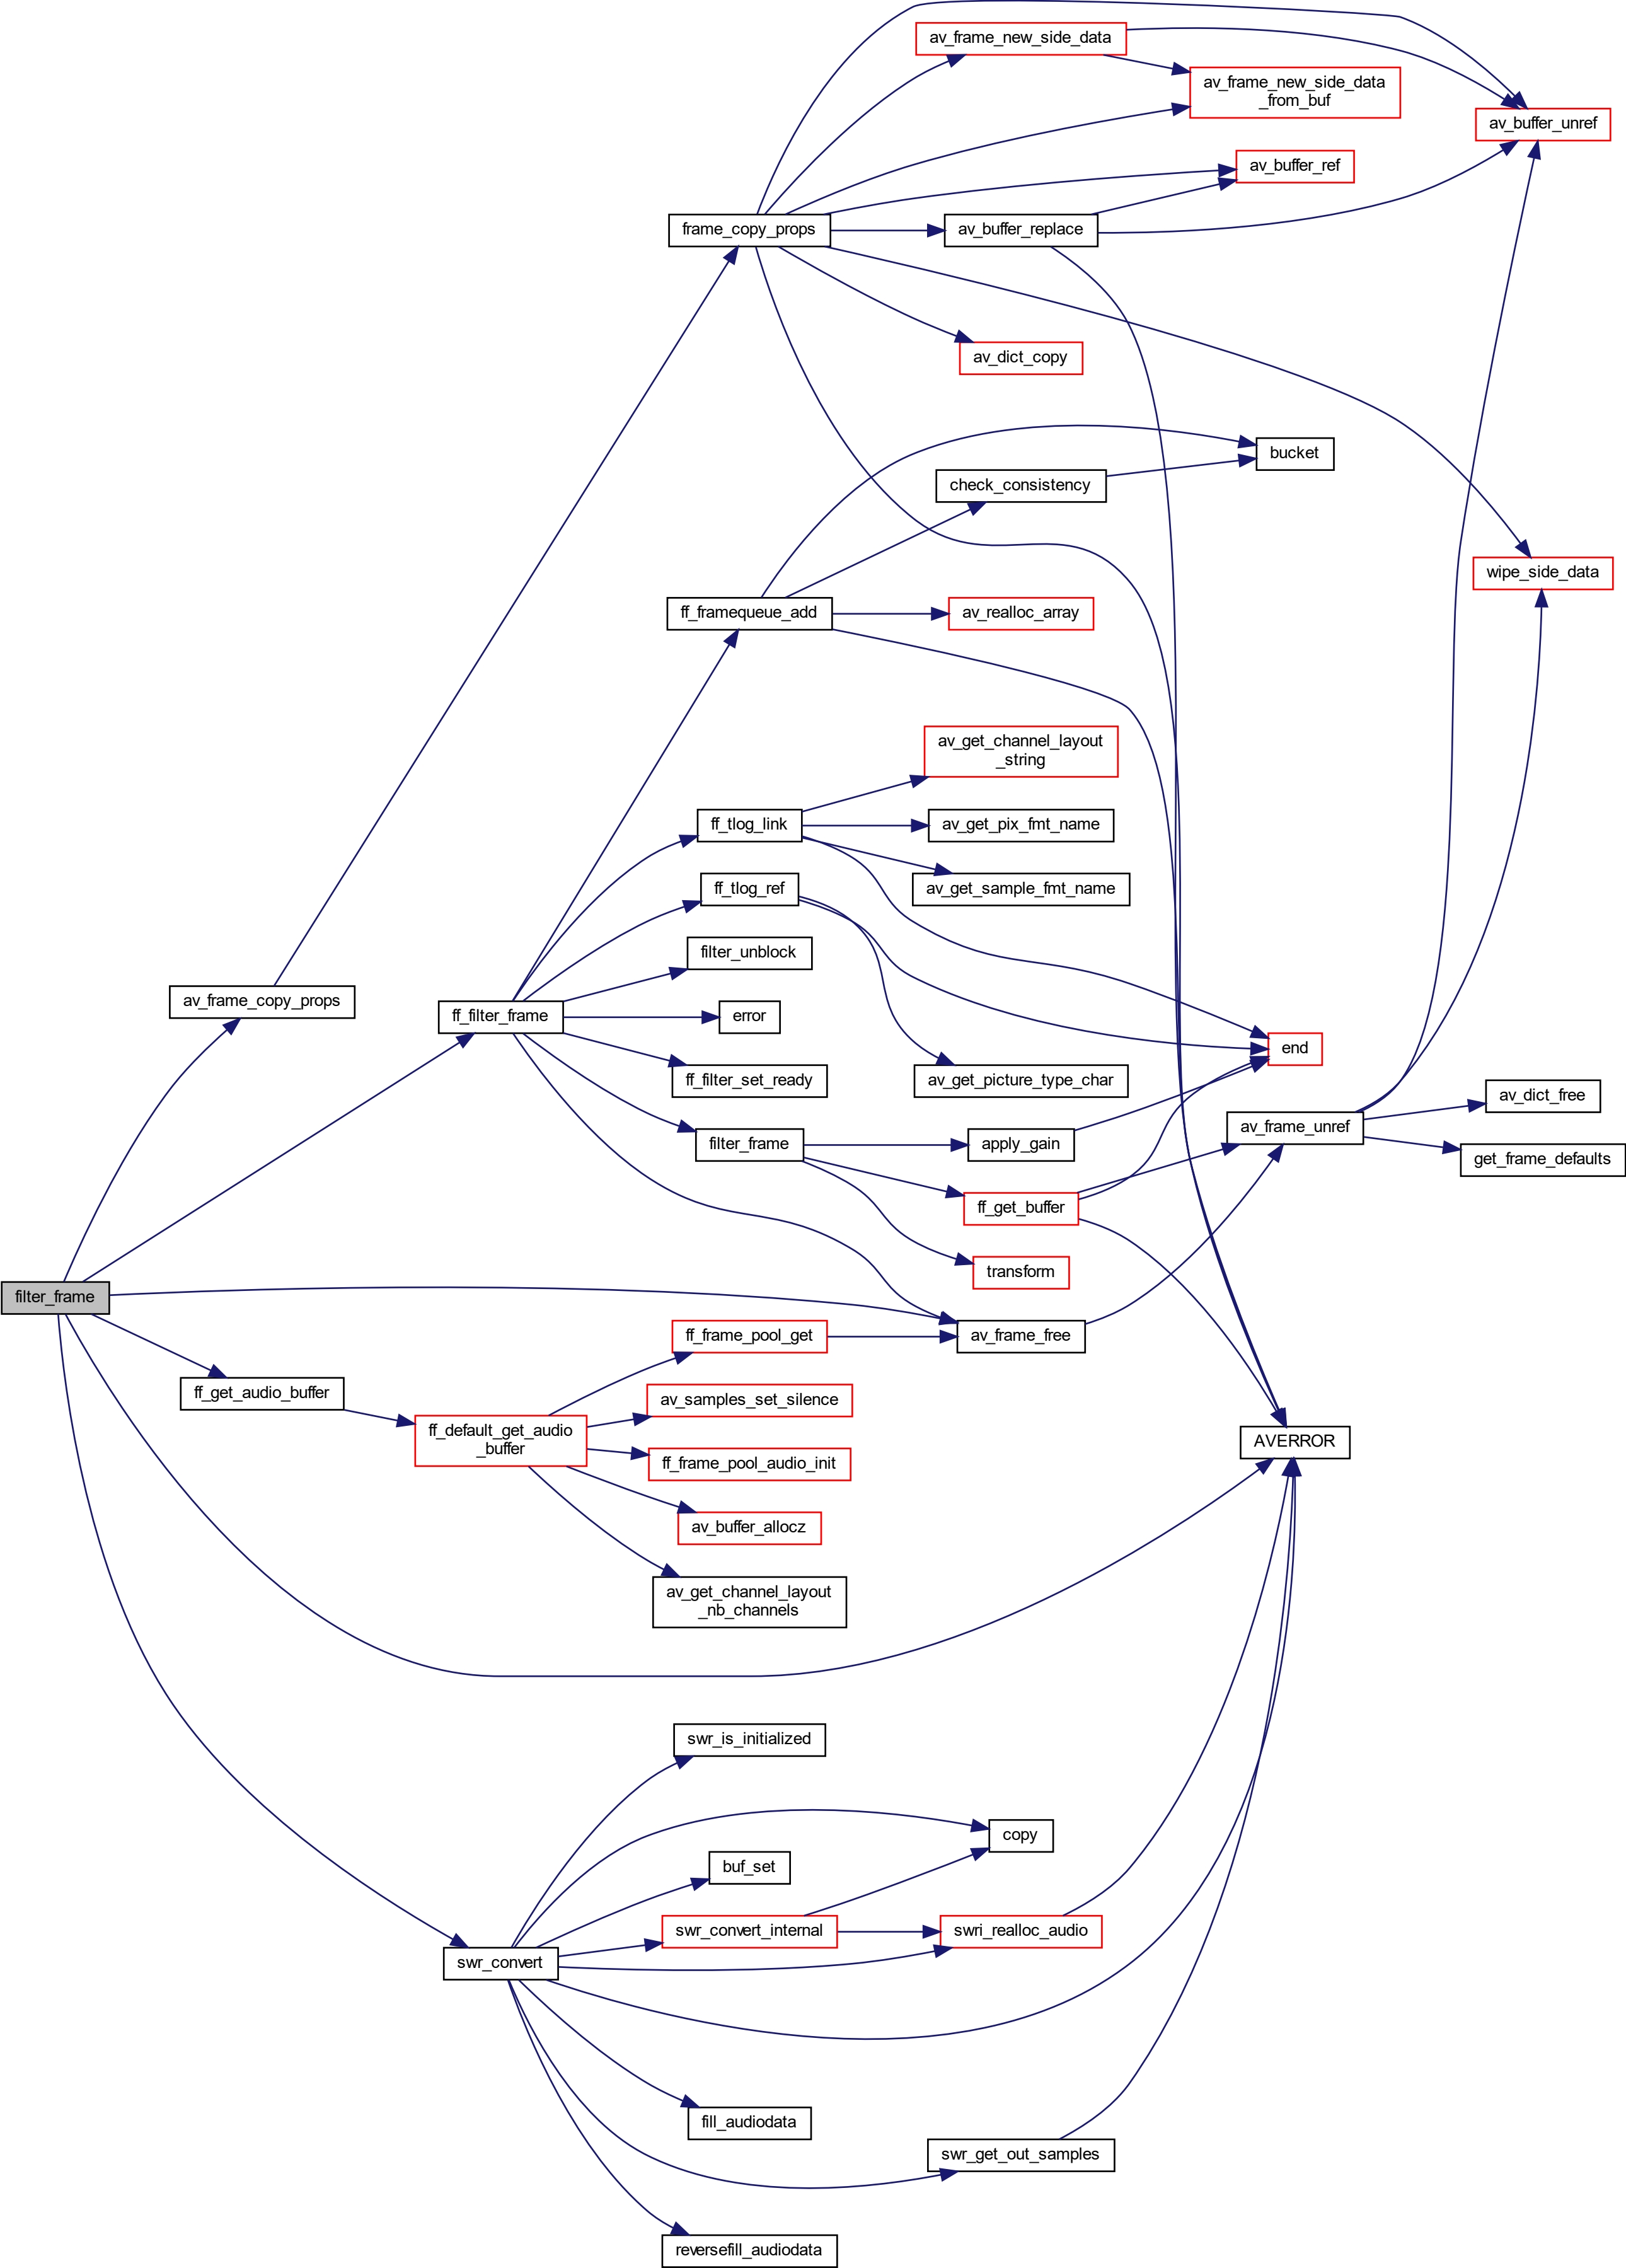 av_frame_new_side_data
av_frame_new_side_data
_from_buf
av_buffer_unref
av_buffer_ref
frame_copy_props
av_buffer_replace
av_dict_copy
bucket
check_consistency
wipe_side_data
ff_framequeue_add
av_realloc_array
av_get_channel_layout
_string
ff_tlog_link
av_get_pix_fmt_name
ff_tlog_ref
av_get_sample_fmt_name
filter_unblock
av_frame_copy_props
ff_filter_frame
error
end
ff_filter_set_ready
av_get_picture_type_char
av_dict_free
av_frame_unref
filter_frame
apply_gain
get_frame_defaults
ff_get_buffer
transform
filter_frame
ff_frame_pool_get
av_frame_free
ff_get_audio_buffer
av_samples_set_silence
ff_default_get_audio
_buffer
AVERROR
ff_frame_pool_audio_init
av_buffer_allocz
av_get_channel_layout
_nb_channels
swr_is_initialized
copy
buf_set
swr_convert_internal
swri_realloc_audio
swr_convert
fill_audiodata
swr_get_out_samples
reversefill_audiodata